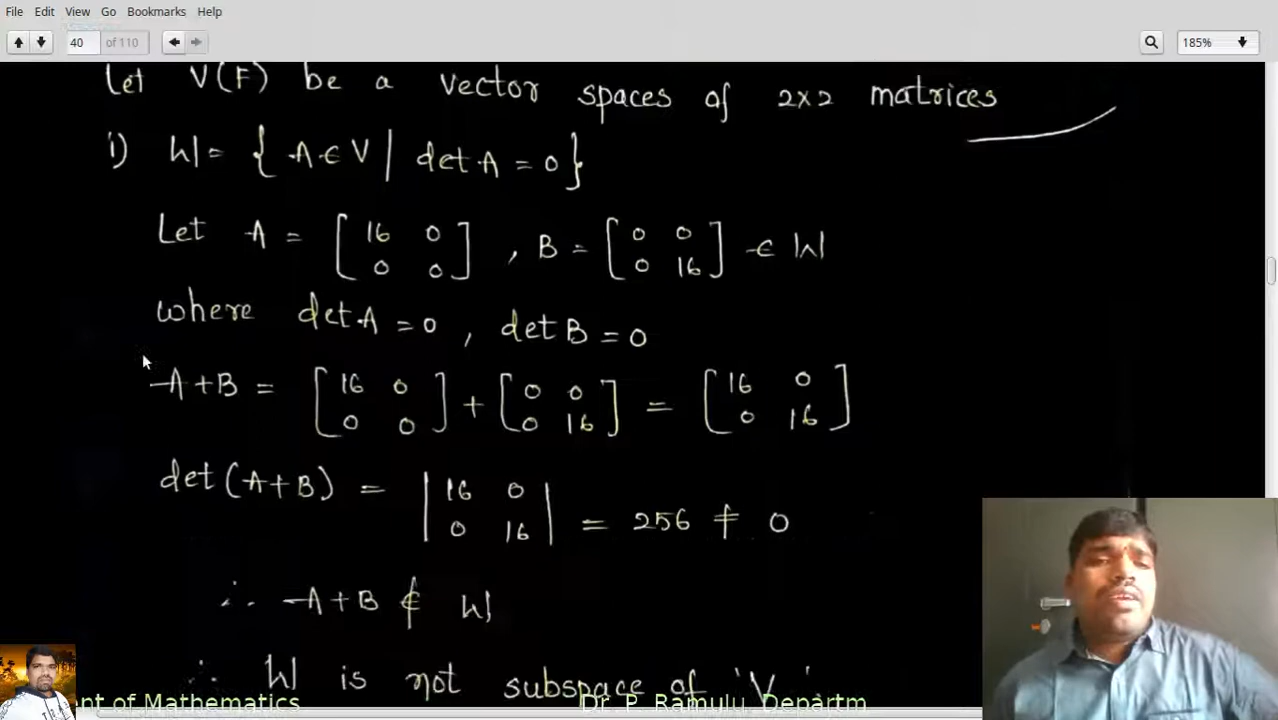 File Edit View Go Bookmarks Help
40 of 110 185%
Let V(F) be a vector spaces of 2x2 matrices
i) W = { A ∈ V | det A = 0 }
Let A = [ 16 0 ; 0 0 ] , B = [ 0 0 ; 0 16 ] ∈ W
where det A = 0 , det B = 0
A + B = [ 16 0 ; 0 0 ] + [ 0 0 ; 0 16 ] = [ 16 0 ; 0 16 ]
det (A + B) = | 16 0 ; 0 16 | = 256 ≠ 0
∴ A + B ∉ W
∴ W is not subspace of 'V'
ent of Mathematics Dr. P. Ramulu, Departm